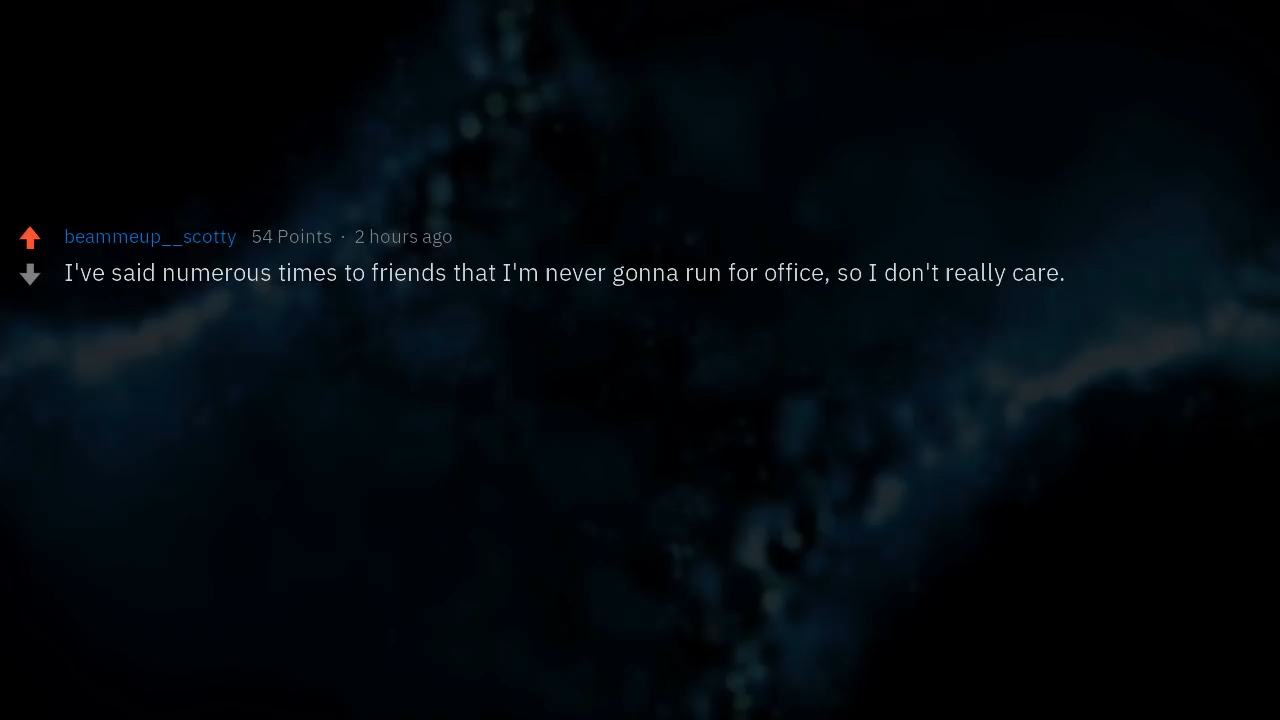 beammeup__scotty 54 Points · 2 hours ago
I've said numerous times to friends that I'm never gonna run for office, so I don't really care.